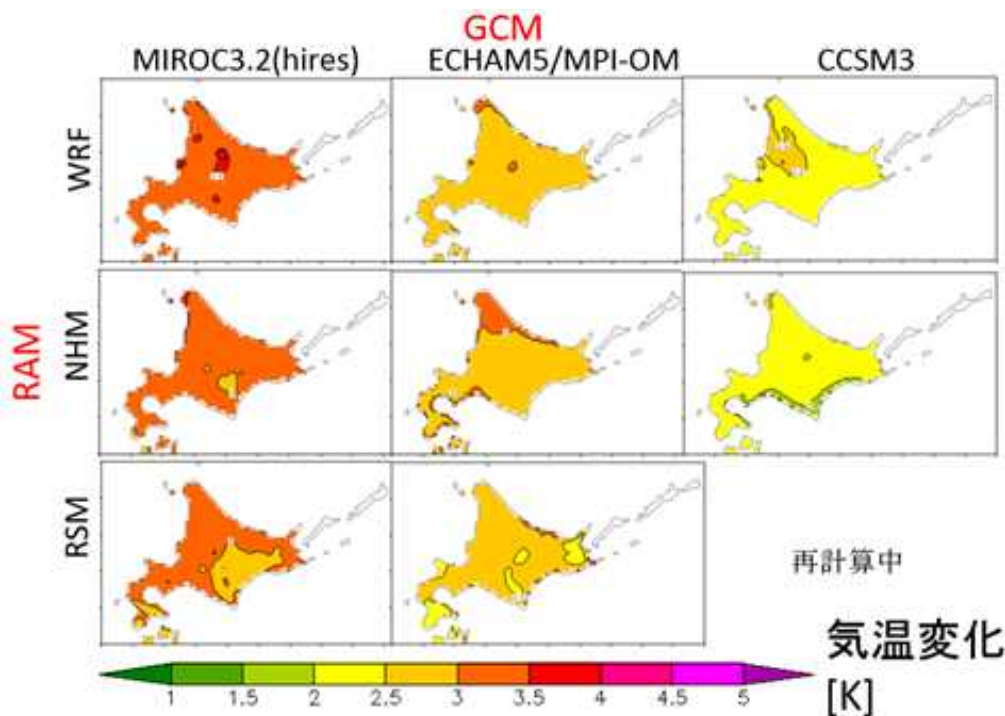 GCM
MIROC3.2(hires) ECHAM5/MPI-OM CCSM3
RAM
WRF
NHM
RSM
再計算中
気温変化
[K]
1 1.5 2 2.5 3 3.5 4 4.5 5